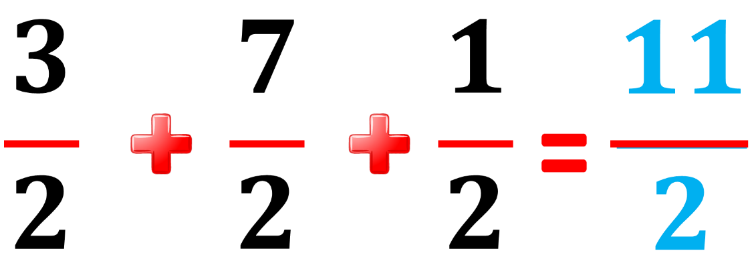 3/2 + 7/2 + 1/2 = 11/2